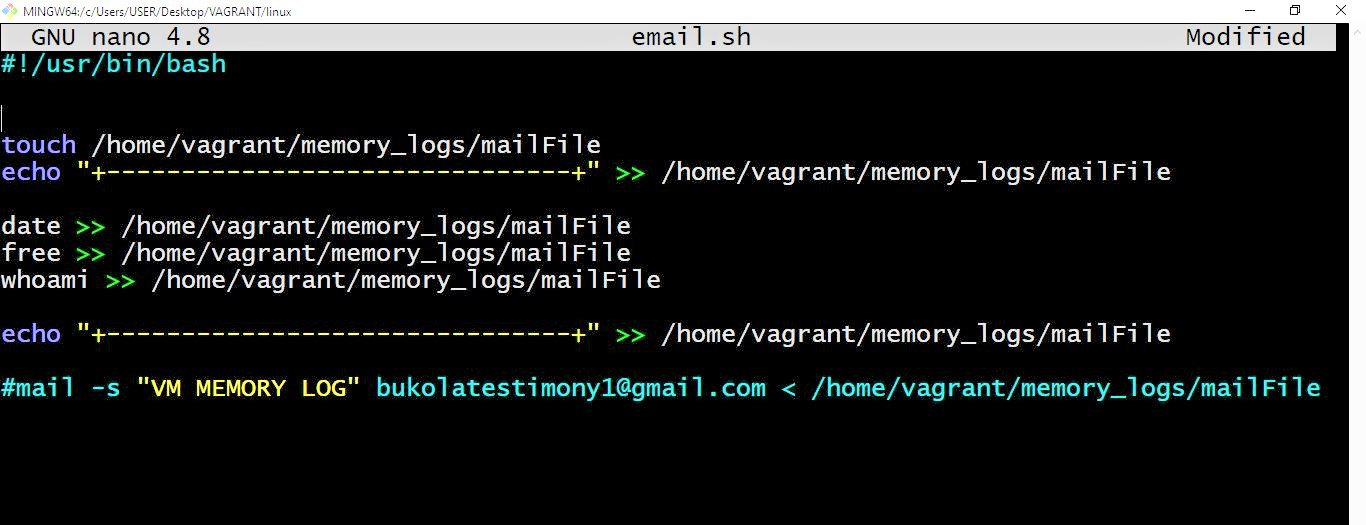 MINGW64:/c/Users/USER/Desktop/VAGRANT/linux
GNU nano 4.8 email.sh Modified
#!/usr/bin/bash
touch /home/vagrant/memory_logs/mailFile
echo "+-------------------------------+" >> /home/vagrant/memory_logs/mailFile
date >> /home/vagrant/memory_logs/mailFile
free >> /home/vagrant/memory_logs/mailFile
whoami >> /home/vagrant/memory_logs/mailFile
echo "+-------------------------------+" >> /home/vagrant/memory_logs/mailFile
#mail -s "VM MEMORY LOG" bukolatestimony1@gmail.com < /home/vagrant/memory_logs/mailFile